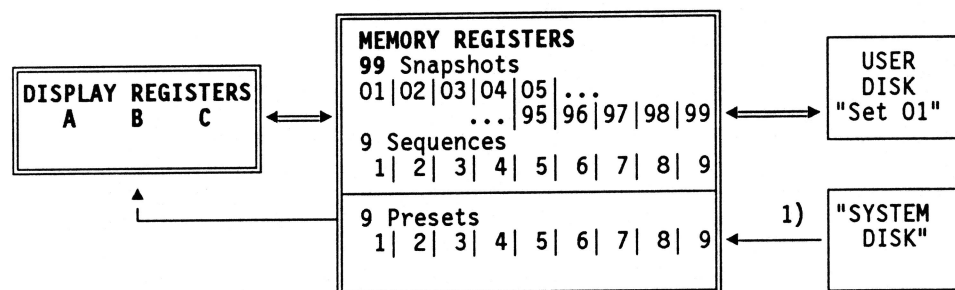 DISPLAY REGISTERS
A B C
MEMORY REGISTERS
99 Snapshots
01|02|03|04|05|...
...|95|96|97|98|99
9 Sequences
1| 2| 3| 4| 5| 6| 7| 8| 9
9 Presets
1| 2| 3| 4| 5| 6| 7| 8| 9
USER
DISK
"Set 01"
1)
"SYSTEM
DISK"